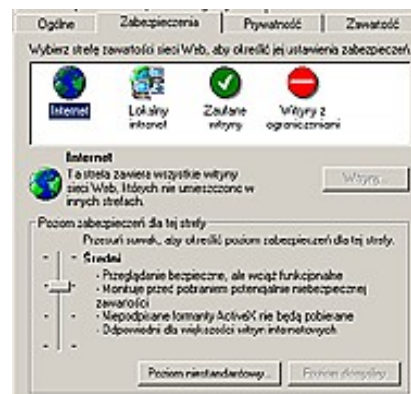 Ogólne Zabezpieczenia Prywatność Zawartość
Wybierz strefę zawartości sieci Web, aby określić jej ustawienia zabezpieczeń
Internet Lokalny intranet Zaufane witryny Witryny z ograniczeniami
Internet
Ta strefa zawiera wszystkie witryny
sieci Web, których nie umieszczono w
innych strefach.
Witryny...
Poziom zabezpieczeń dla tej strefy
Przesuń suwak, aby określić poziom zabezpieczeń dla tej strefy.
Średni
- Przeglądanie bezpieczne, ale wciąż funkcjonalne
- Monituje przed pobraniem potencjalnie niebezpiecznej
zawartości
- Niepodpisane formanty ActiveX nie będą pobierane
- Odpowiedni dla większości witryn internetowych
Poziom niestandardowy... Poziom domyślny